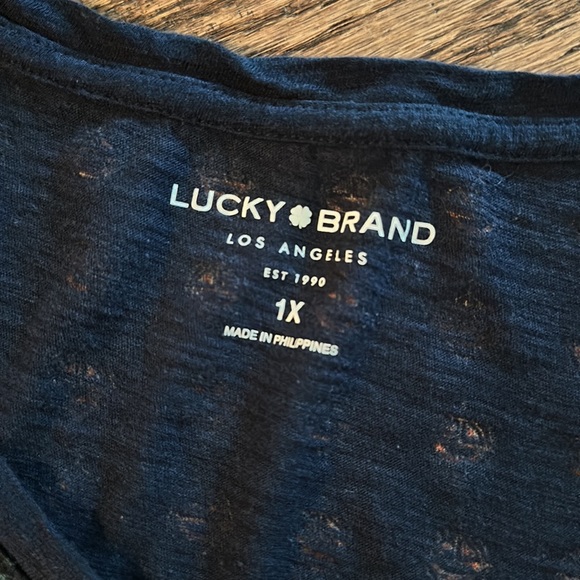 LUCKY BRAND
LOS ANGELES
EST 1990
1X
MADE IN PHILIPPINES